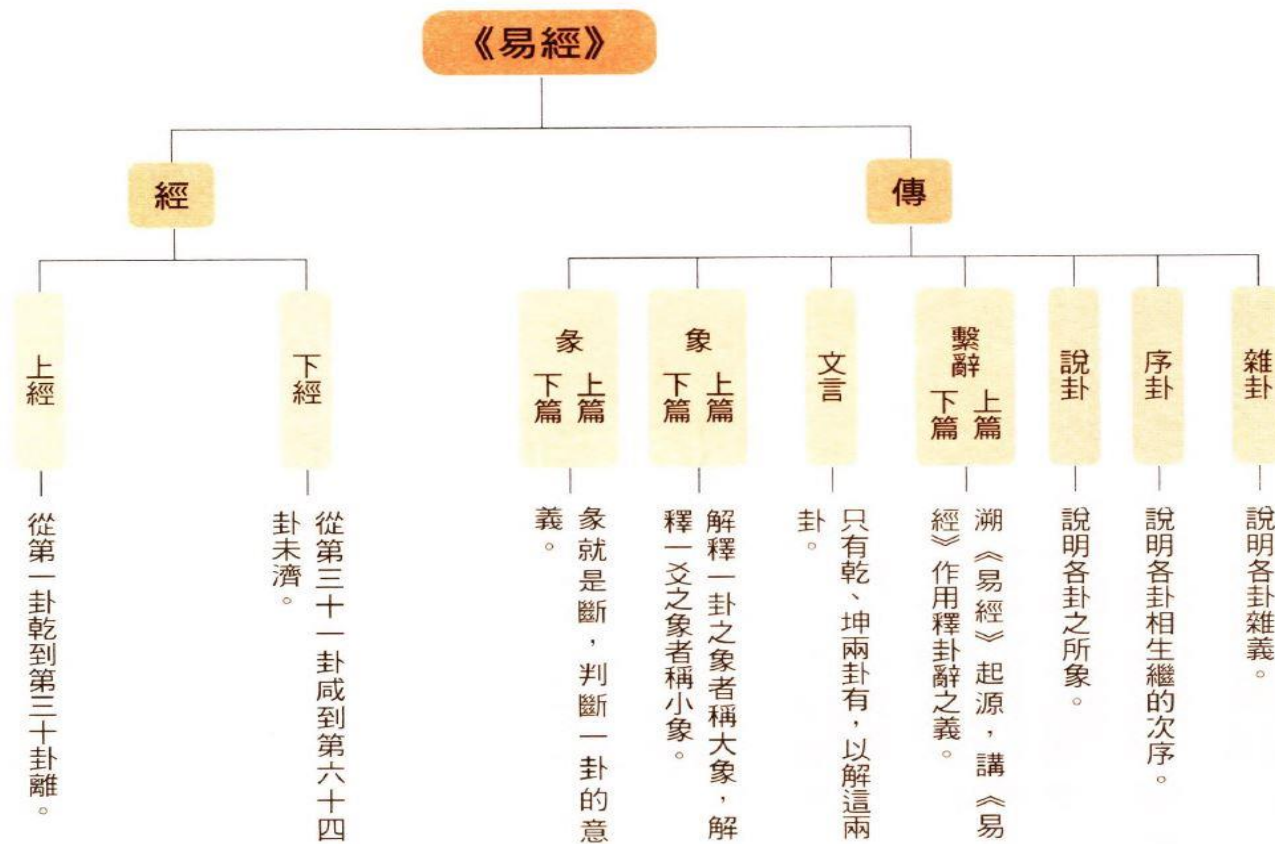 《易經》
經
傳
上經
下經
彖
上篇
下篇
象
上篇
下篇
文言
繫辭
上篇
下篇
說卦
序卦
雜卦
從第一卦乾到第三十卦離。
從第三十一卦咸到第六十四
卦未濟。
彖就是斷，判斷一卦的意
義。
解釋一卦之象者稱大象，解
釋一爻之象者稱小象。
只有乾、坤兩卦有，以解這兩
卦。
溯《易經》起源，講《易
經》作用釋卦辭之義。
說明各卦之所象。
說明各卦相生繼的次序。
說明各卦雜義。